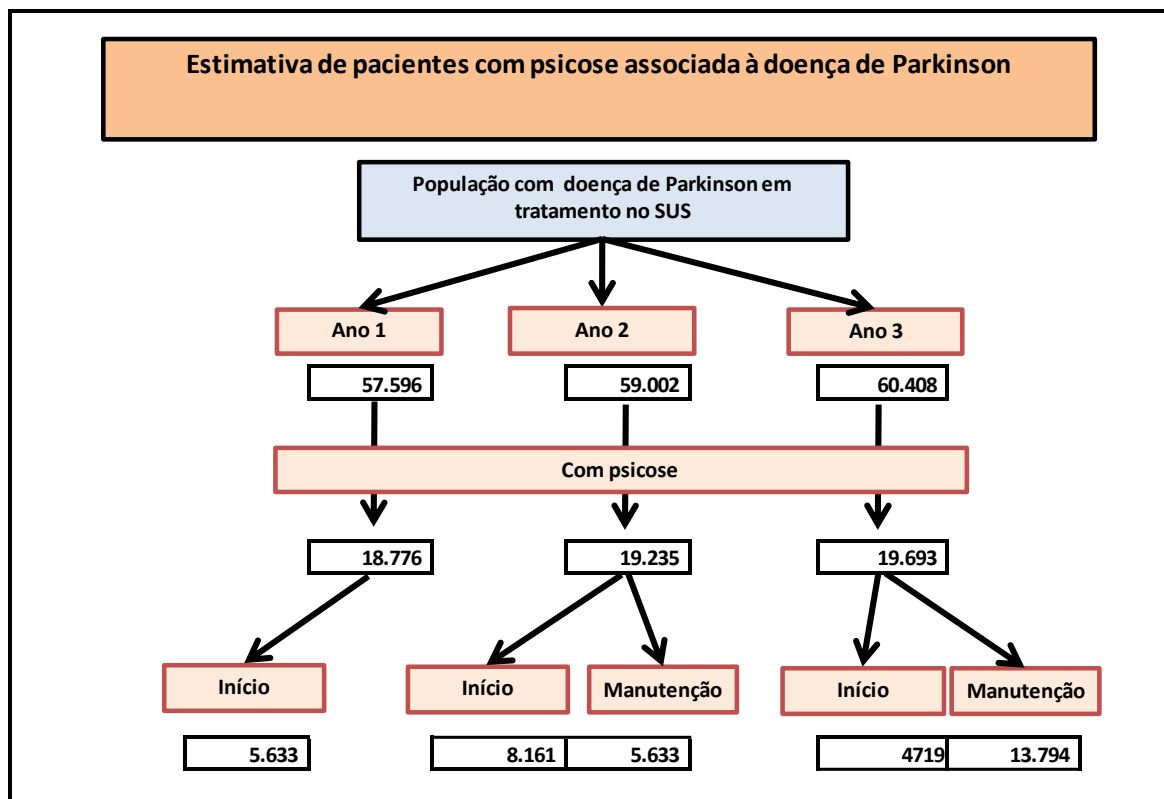 Estimativa de pacientes com psicose associada à doença de Parkinson
População com doença de Parkinson em
tratamento no SUS
Ano 1
Ano 2
Ano 3
57.596
59.002
60.408
Com psicose
18.776
19.235
19.693
Início
Início
Manutenção
Início
Manutenção
5.633
8.161
5.633
4719
13.794